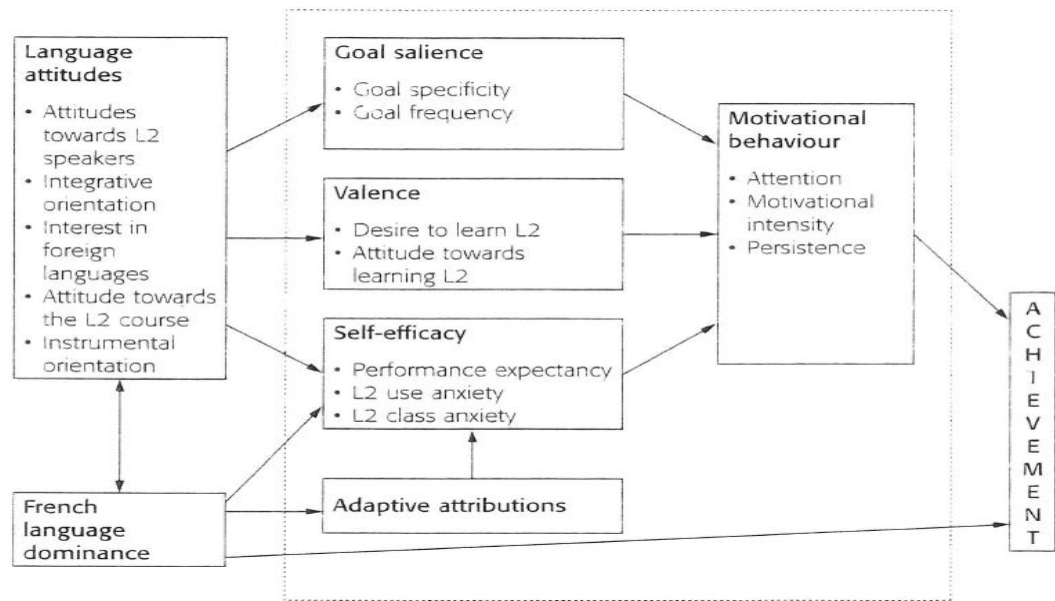 Language
attitudes
• Attitudes
towards L2
speakers
• Integrative
orientation
• Interest in
foreign
languages
• Attitude towards
the L2 course
• Instrumental
orientation
French
language
dominance
Goal salience
• Goal specificity
• Goal frequency
Valence
• Desire to learn L2
• Attitude towards
learning L2
Self-efficacy
• Performance expectancy
• L2 use anxiety
• L2 class anxiety
Adaptive attributions
Motivational
behaviour
• Attention
• Motivational
intensity
• Persistence
ACHIEVEMENT